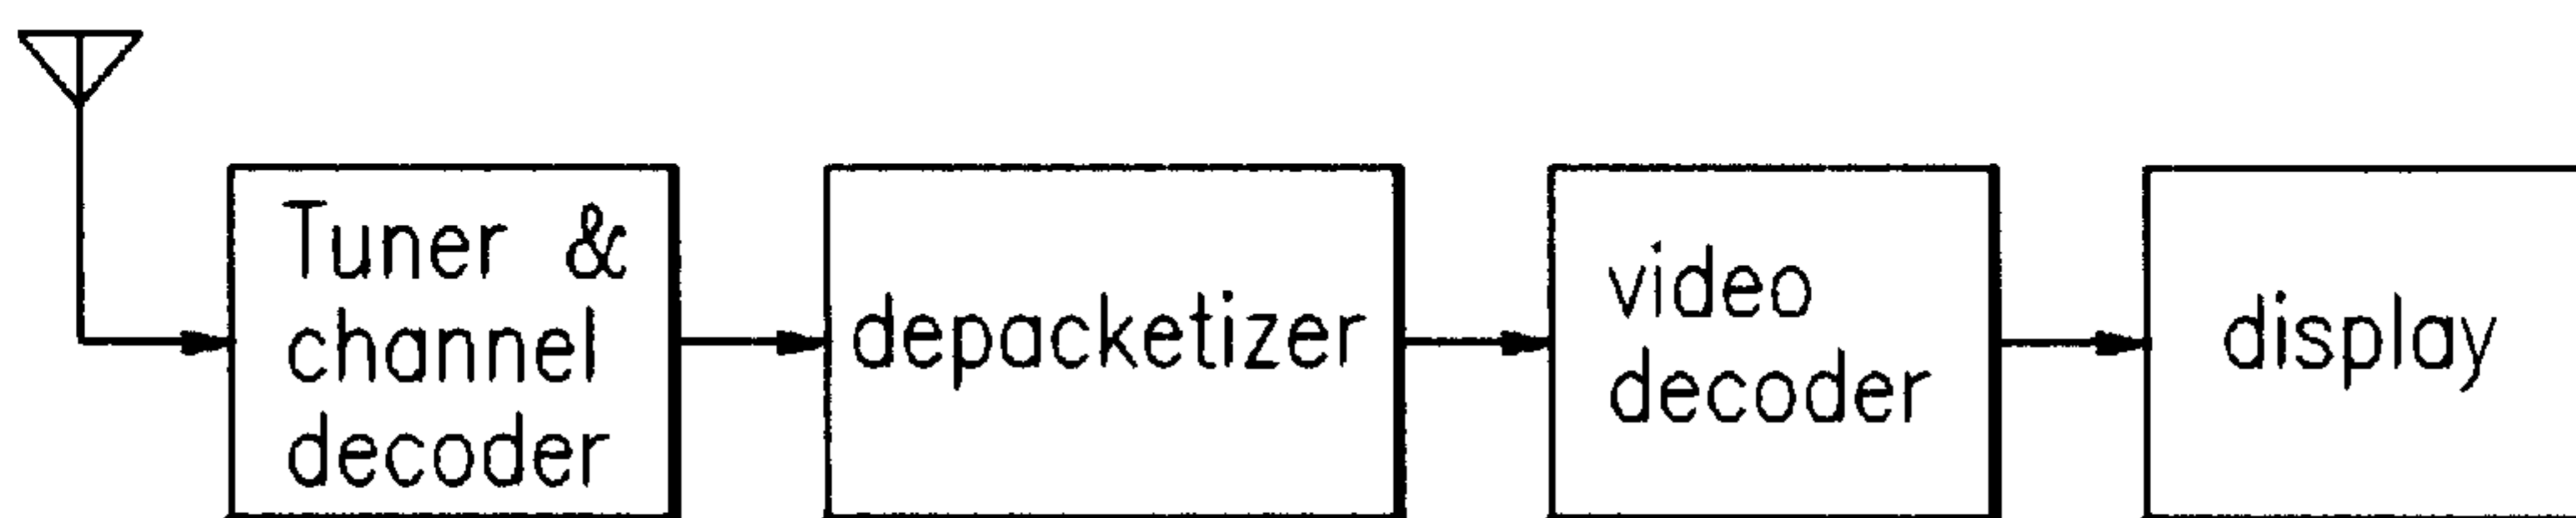 Tuner &
channel
decoder
depacketizer
video
decoder
display